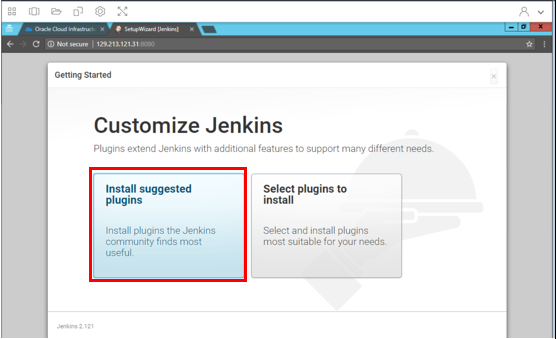 Oracle Cloud Infrastructu
SetupWizard [Jenkins]
Not secure | 129.213.121.31:8080
Getting Started
Customize Jenkins
Plugins extend Jenkins with additional features to support many different needs.
Install suggested
plugins
Install plugins the Jenkins
community finds most
useful.
Select plugins to
install
Select and install plugins
most suitable for your needs.
Jenkins 2.121